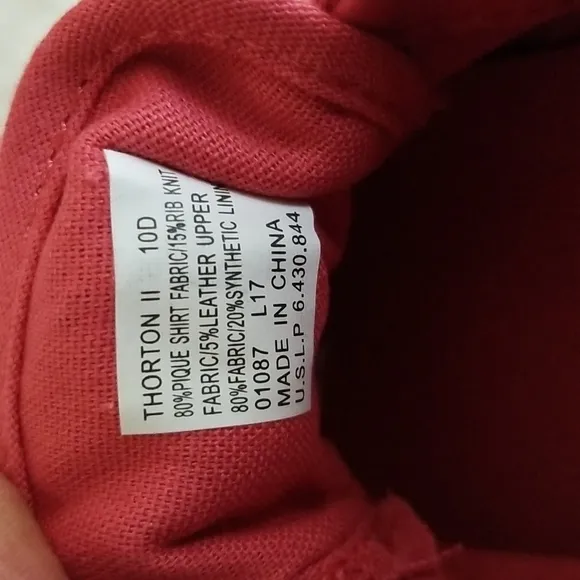 THORTON II 10D
80%PIQUE SHIRT FABRIC/15%RIB KNIT
FABRIC/5%LEATHER UPPER
80%FABRIC/20%SYNTHETIC LININ
01087 L17
MADE IN CHINA
U.S.L.P 6.430.844